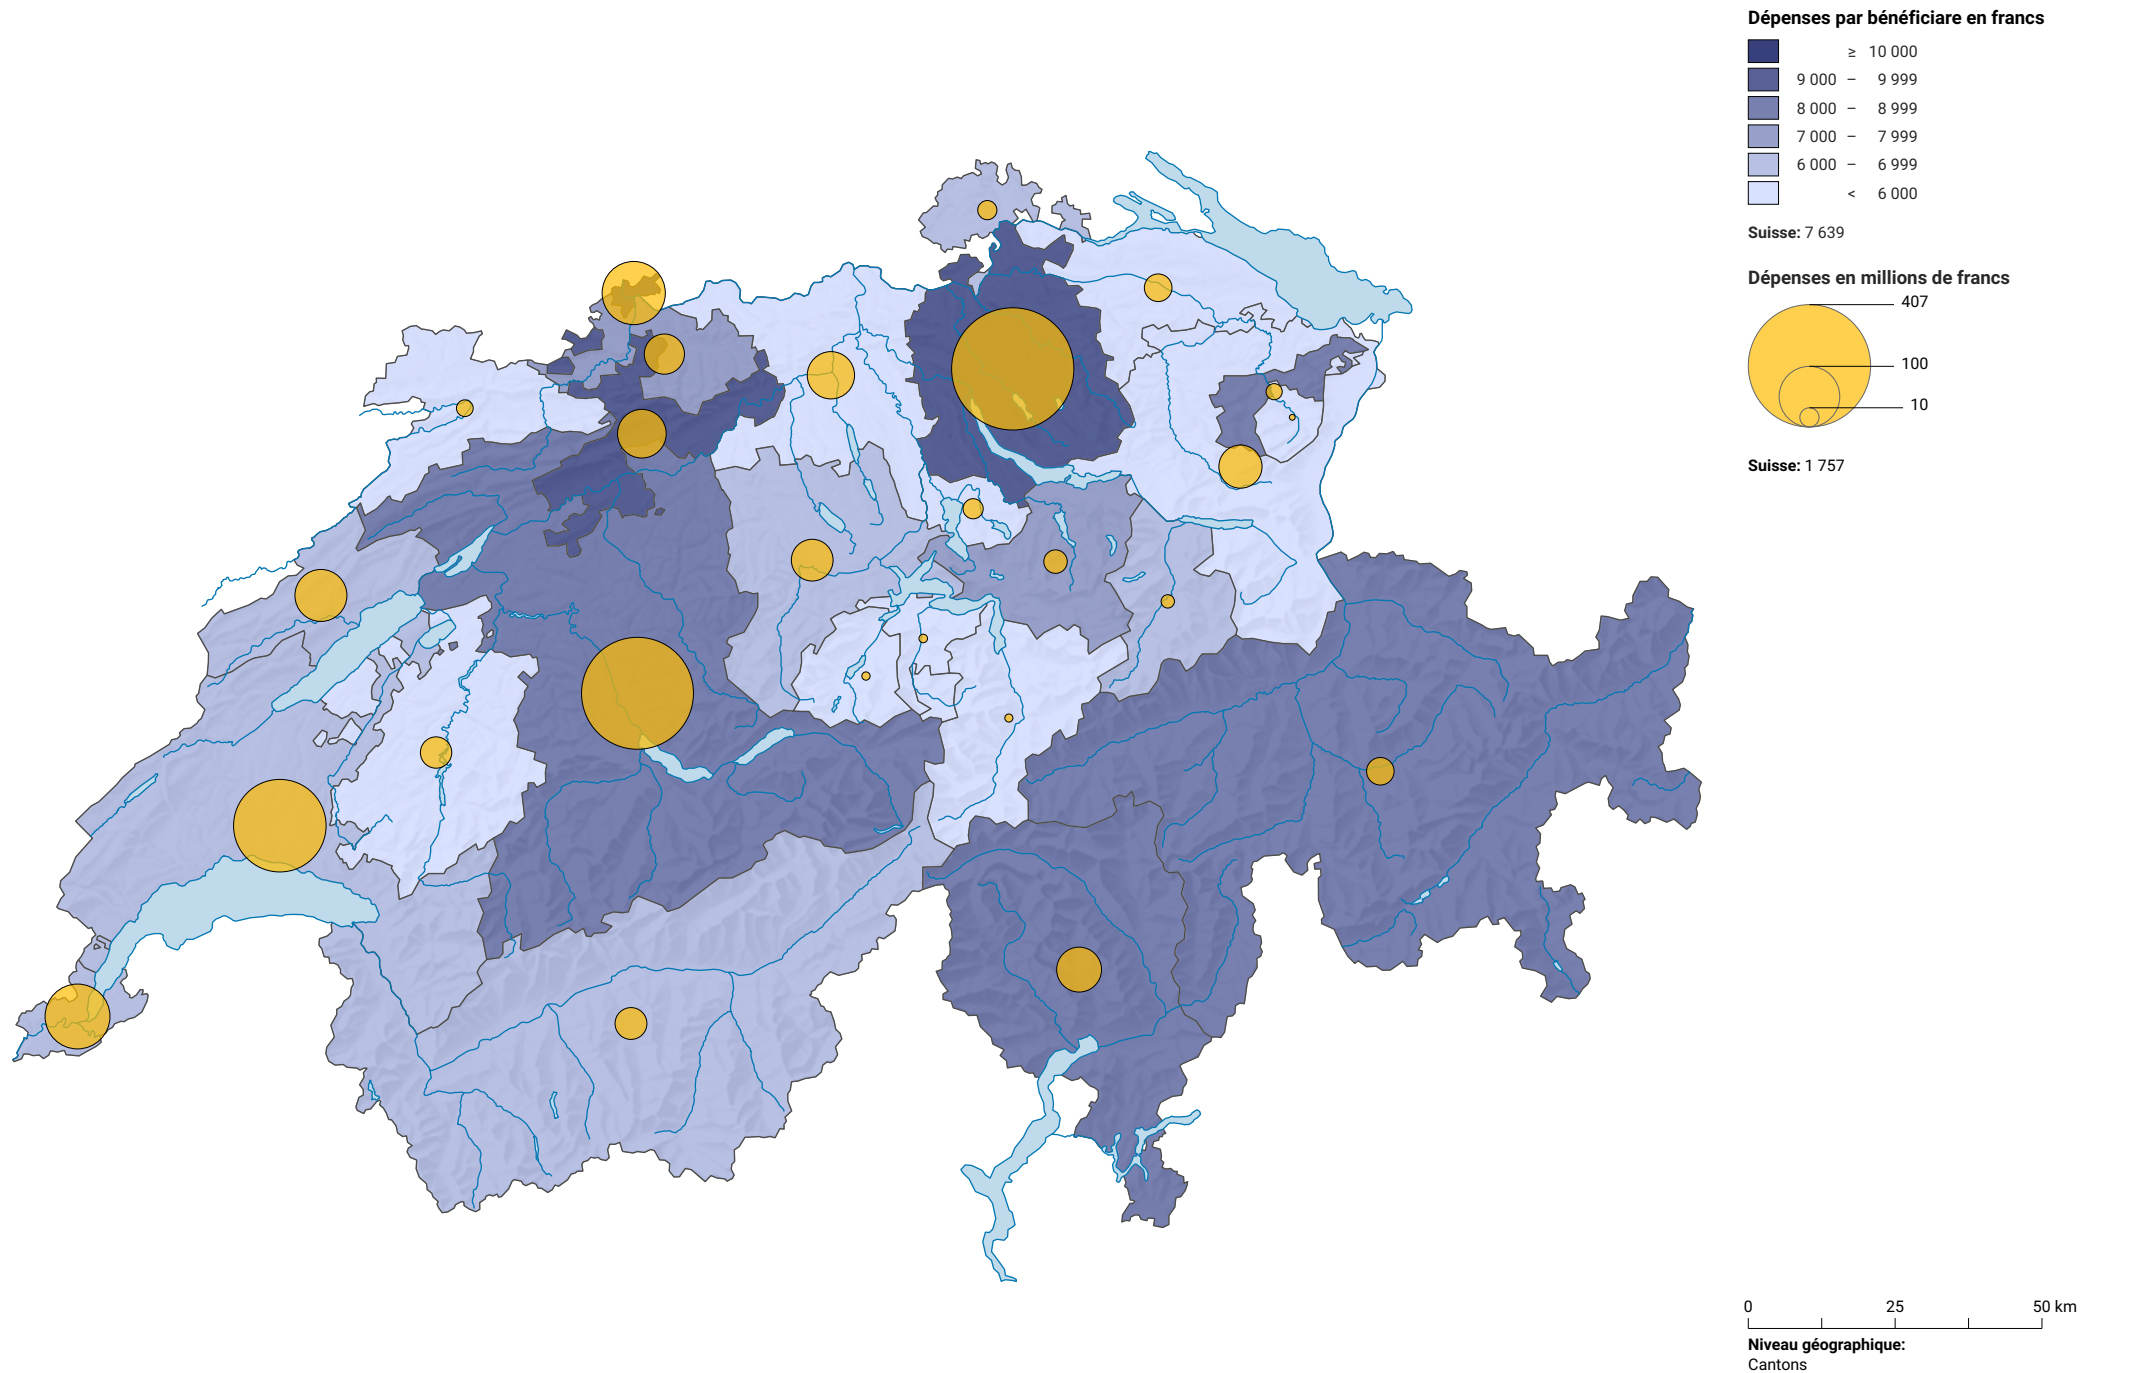 Dépenses par bénéficiare en francs
≥ 10 000
9 000 – 9 999
8 000 – 8 999
7 000 – 7 999
6 000 – 6 999
< 6 000
Suisse: 7 639
Dépenses en millions de francs
407
100
10
Suisse: 1 757
0 25 50 km
Niveau géographique:
Cantons